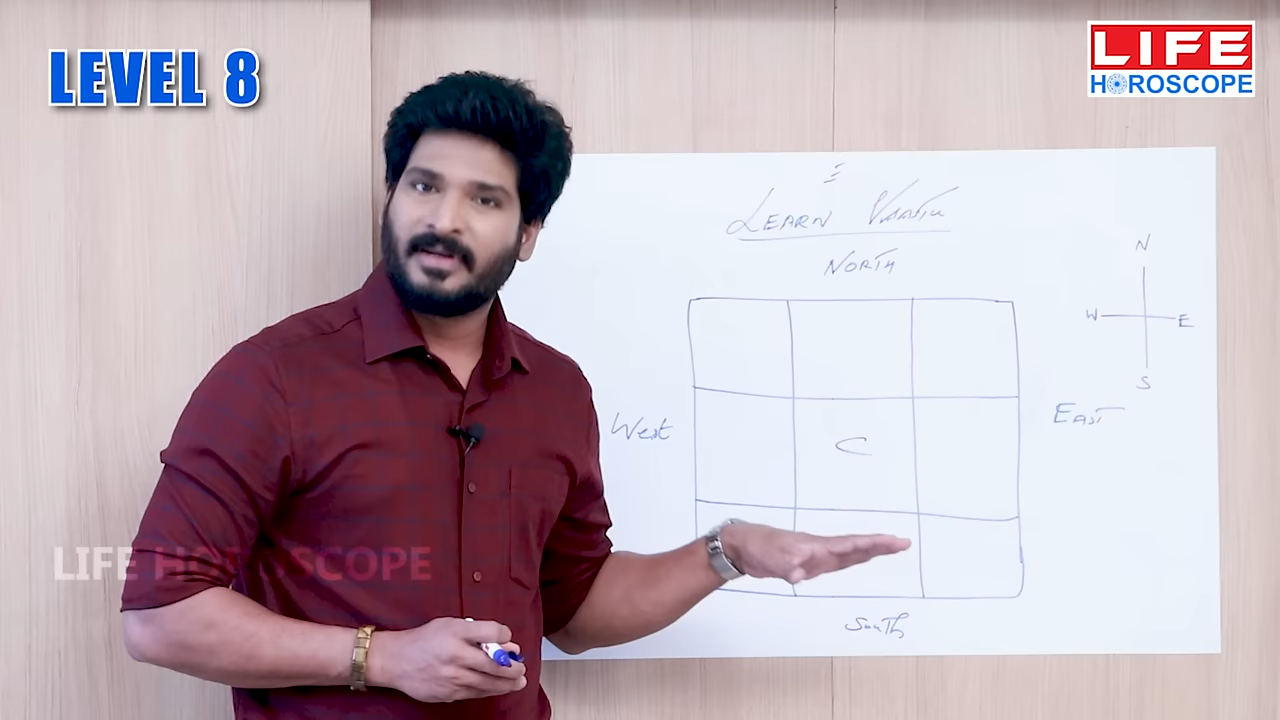 LEVEL 8
LIFE
HOROSCOPE
LEARN VAASTU
NORTH
N
W E
S
West
C
EAST
South
LIFE HOROSCOPE